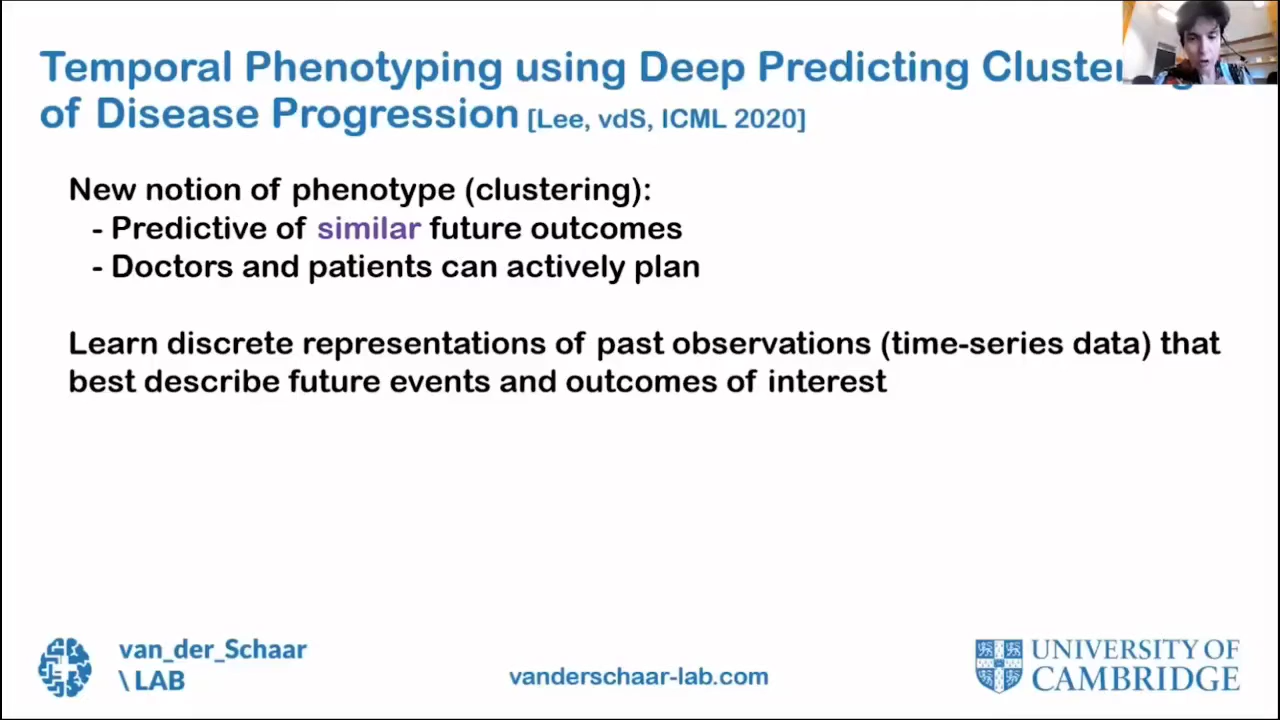 Temporal Phenotyping using Deep Predicting
of Disease Progression [Lee, vdS, ICML 2020]
New notion of phenotype (clustering):
- Predictive of similar future outcomes
- Doctors and patients can actively plan
Learn discrete representations of past observations (time-series data) that
best describe future events and outcomes of interest
van_der_Schaar
\ LAB
vanderschaar-lab.com
UNIVERSITY OF
CAMBRIDGE